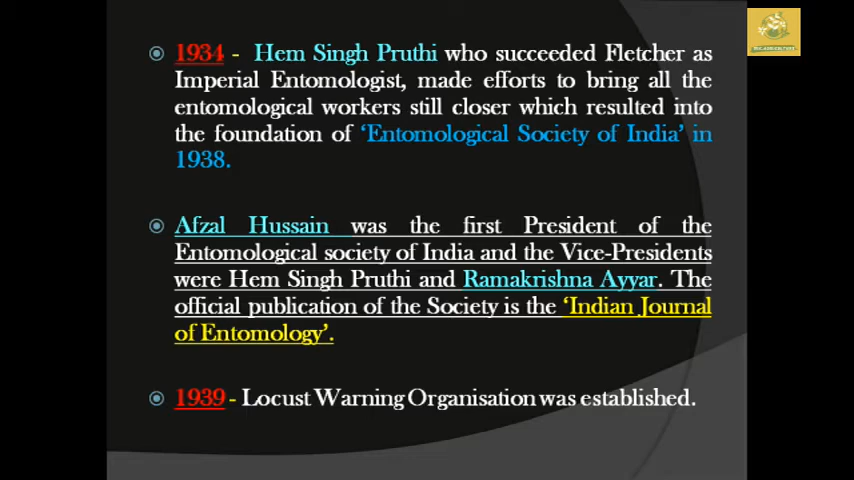 1934 - Hem Singh Pruthi who succeeded Fletcher as
Imperial Entomologist, made efforts to bring all the
entomological workers still closer which resulted into
the foundation of ‘Entomological Society of India’ in
1938.
Afzal Hussain was the first President of the
Entomological society of India and the Vice-Presidents
were Hem Singh Pruthi and Ramakrishna Ayyar. The
official publication of the Society is the ‘Indian Journal
of Entomology’.
1939 - Locust Warning Organisation was established.